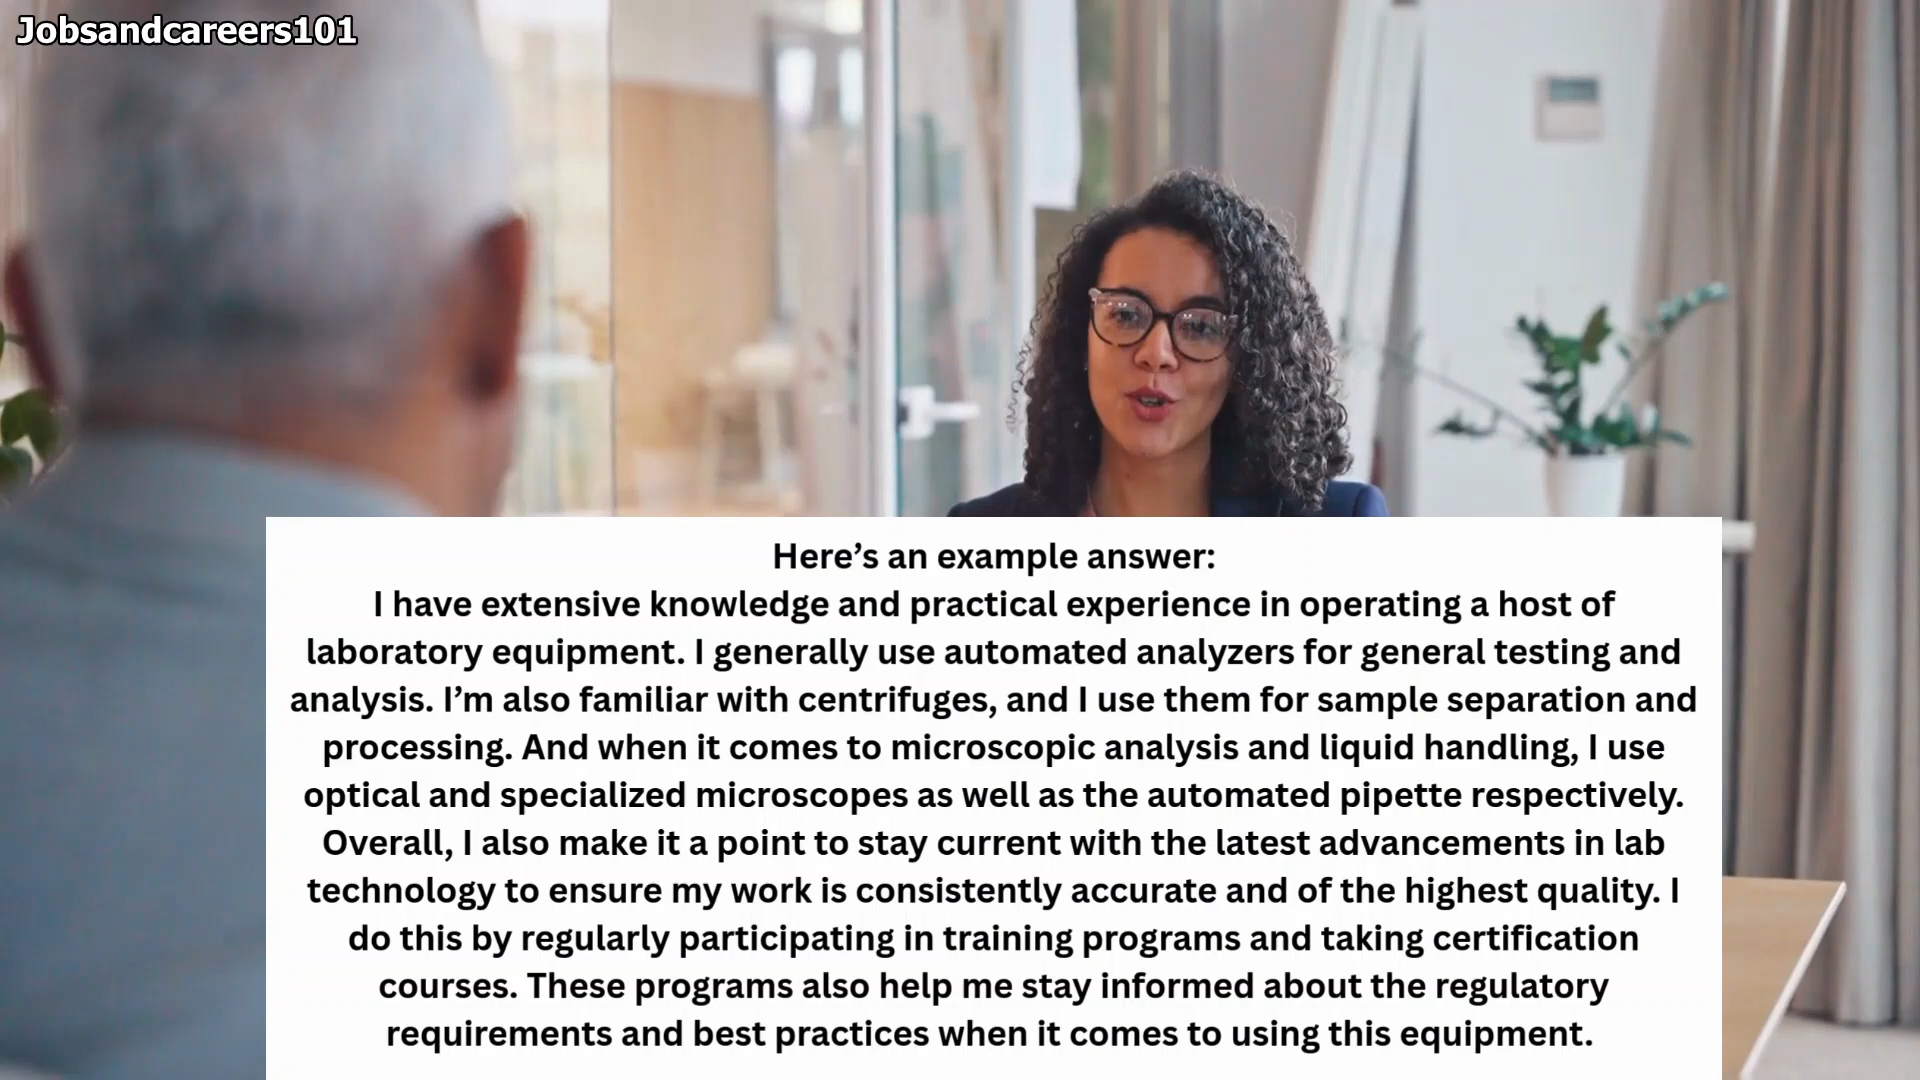 Jobsandcareers101
Here’s an example answer:
I have extensive knowledge and practical experience in operating a host of
laboratory equipment. I generally use automated analyzers for general testing and
analysis. I’m also familiar with centrifuges, and I use them for sample separation and
processing. And when it comes to microscopic analysis and liquid handling, I use
optical and specialized microscopes as well as the automated pipette respectively.
Overall, I also make it a point to stay current with the latest advancements in lab
technology to ensure my work is consistently accurate and of the highest quality. I
do this by regularly participating in training programs and taking certification
courses. These programs also help me stay informed about the regulatory
requirements and best practices when it comes to using this equipment.